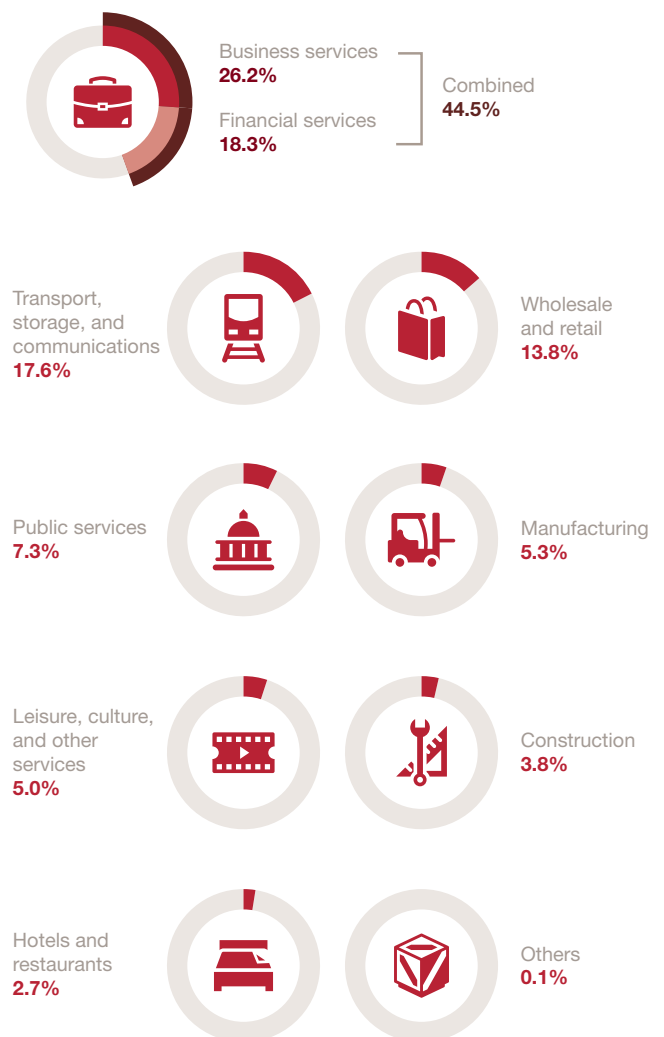 Business services
26.2%
Financial services
18.3%
Combined
44.5%
Transport,
storage, and
communications
17.6%
Wholesale
and retail
13.8%
Public services
7.3%
Manufacturing
5.3%
Leisure, culture,
and other
services
5.0%
Construction
3.8%
Hotels and
restaurants
2.7%
Others
0.1%